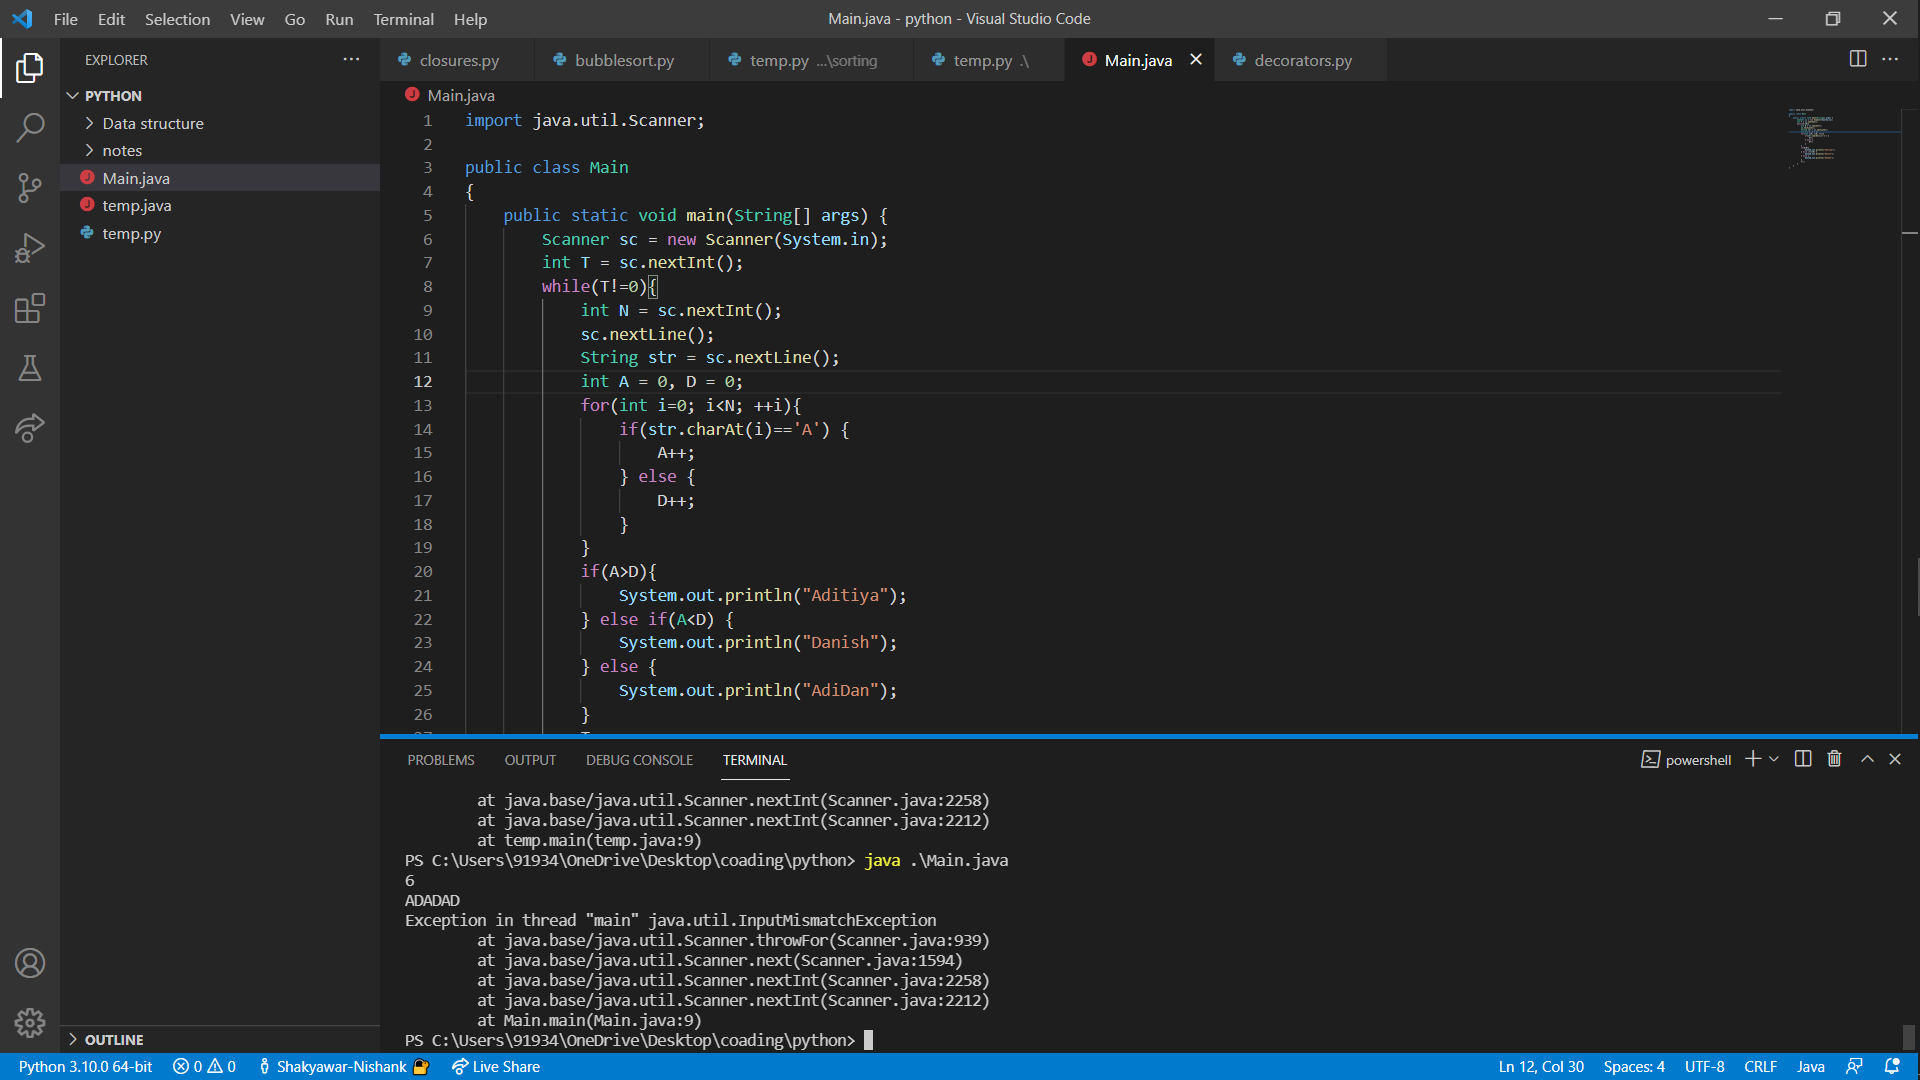 File Edit Selection View Go Run Terminal Help
Main.java - python - Visual Studio Code
EXPLORER
PYTHON
Data structure
notes
Main.java
temp.java
temp.py
OUTLINE
closures.py
bubblesort.py
temp.py ...\sorting
temp.py .\
Main.java
decorators.py
Main.java
1 import java.util.Scanner;
2
3 public class Main
4 {
5 public static void main(String[] args) {
6 Scanner sc = new Scanner(System.in);
7 int T = sc.nextInt();
8 while(T!=0){
9 int N = sc.nextInt();
10 sc.nextLine();
11 String str = sc.nextLine();
12 int A = 0, D = 0;
13 for(int i=0; i<N; ++i){
14 if(str.charAt(i)=='A') {
15 A++;
16 } else {
17 D++;
18 }
19 }
20 if(A>D){
21 System.out.println("Aditiya");
22 } else if(A<D) {
23 System.out.println("Danish");
24 } else {
25 System.out.println("AdiDan");
26 }
PROBLEMS OUTPUT DEBUG CONSOLE TERMINAL
powershell
at java.base/java.util.Scanner.nextInt(Scanner.java:2258)
at java.base/java.util.Scanner.nextInt(Scanner.java:2212)
at temp.main(temp.java:9)
PS C:\Users\91934\OneDrive\Desktop\coading\python> java .\Main.java
6
ADADAD
Exception in thread "main" java.util.InputMismatchException
at java.base/java.util.Scanner.throwFor(Scanner.java:939)
at java.base/java.util.Scanner.next(Scanner.java:1594)
at java.base/java.util.Scanner.nextInt(Scanner.java:2258)
at java.base/java.util.Scanner.nextInt(Scanner.java:2212)
at Main.main(Main.java:9)
PS C:\Users\91934\OneDrive\Desktop\coading\python>
Python 3.10.0 64-bit 0 0 Shakyawar-Nishank Live Share
Ln 12, Col 30 Spaces: 4 UTF-8 CRLF Java